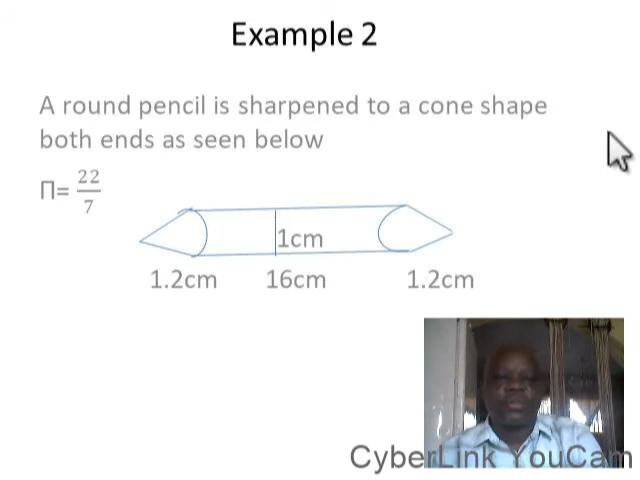 Example 2
A round pencil is sharpened to a cone shape
both ends as seen below
Π= 22/7
1cm
1.2cm 16cm 1.2cm
CyberLink YouCam